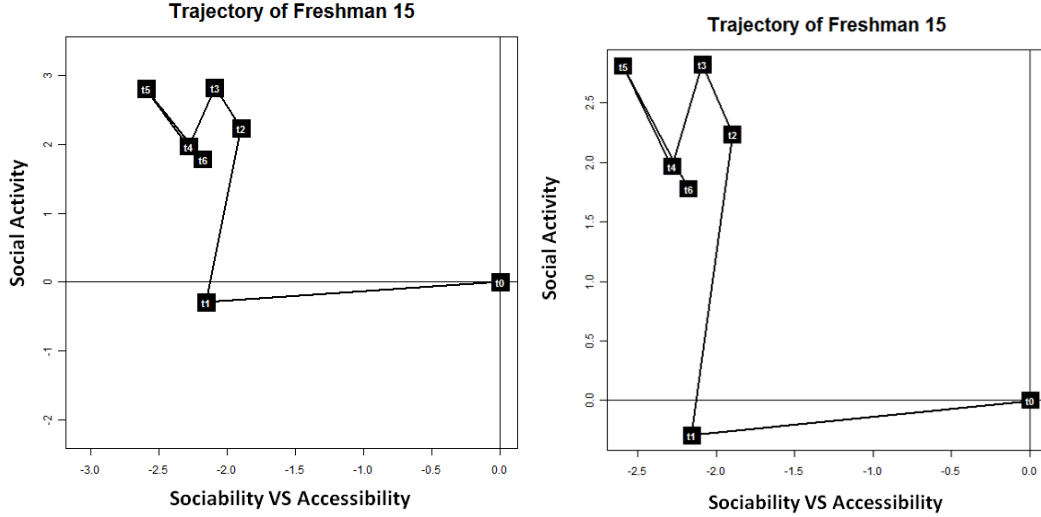 Trajectory of Freshman 15
Social Activity
3
2
1
0
-1
-2
t5
t3
t2
t4
t6
t1
t0
-3.0 -2.5 -2.0 -1.5 -1.0 -0.5 0.0
Sociability VS Accessibility
Trajectory of Freshman 15
Social Activity
2.5
2.0
1.5
1.0
0.5
0.0
t5
t3
t2
t4
t6
t1
t0
-2.5 -2.0 -1.5 -1.0 -0.5 0.0
Sociability VS Accessibility